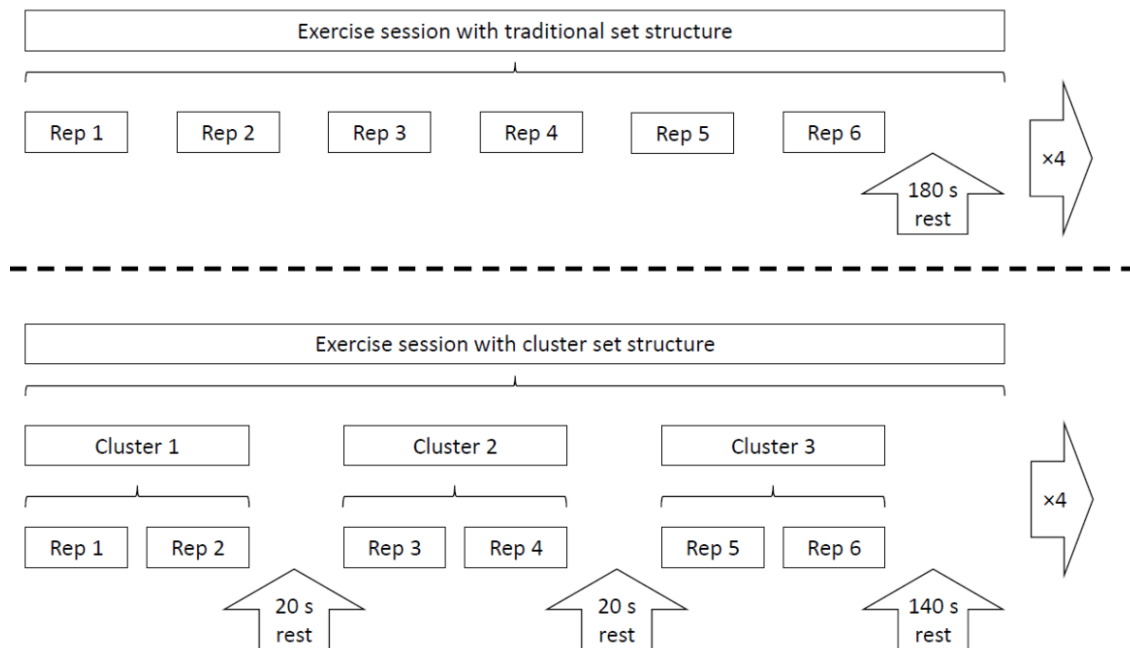 Exercise session with traditional set structure
Rep 1 Rep 2 Rep 3 Rep 4 Rep 5 Rep 6
×4
180 s
rest
Exercise session with cluster set structure
Cluster 1 Cluster 2 Cluster 3
×4
Rep 1 Rep 2 Rep 3 Rep 4 Rep 5 Rep 6
20 s 20 s 140 s
rest rest rest